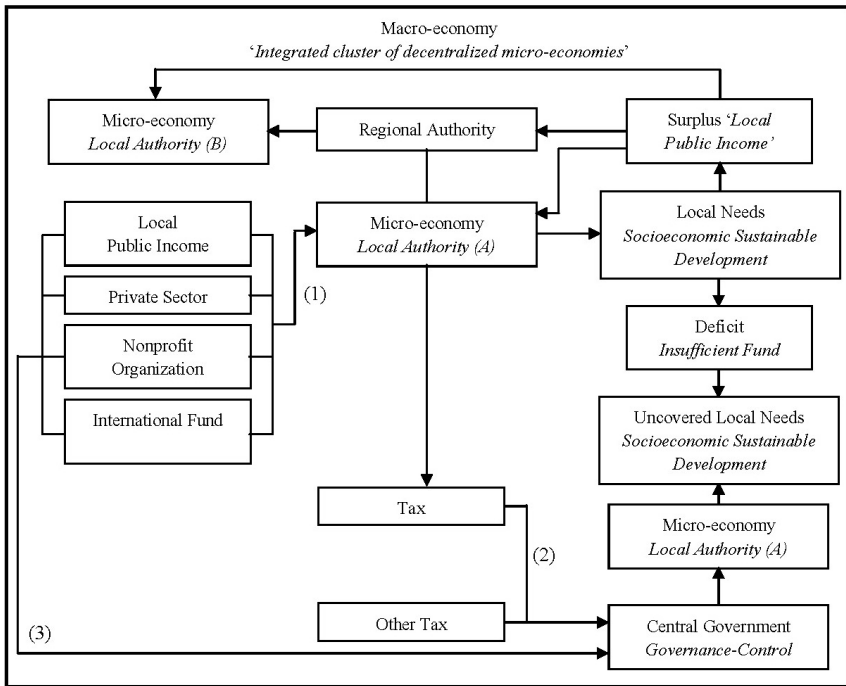 Macro-economy
‘Integrated cluster of decentralized micro-economies’
Micro-economy
Local Authority (B)
Regional Authority
Surplus ‘Local
Public Income’
Local
Public Income
Private Sector
Nonprofit
Organization
International Fund
(1)
Micro-economy
Local Authority (A)
Local Needs
Socioeconomic Sustainable
Development
Deficit
Insufficient Fund
Uncovered Local Needs
Socioeconomic Sustainable
Development
Micro-economy
Local Authority (A)
Tax
(2)
Other Tax
(3)
Central Government
Governance-Control